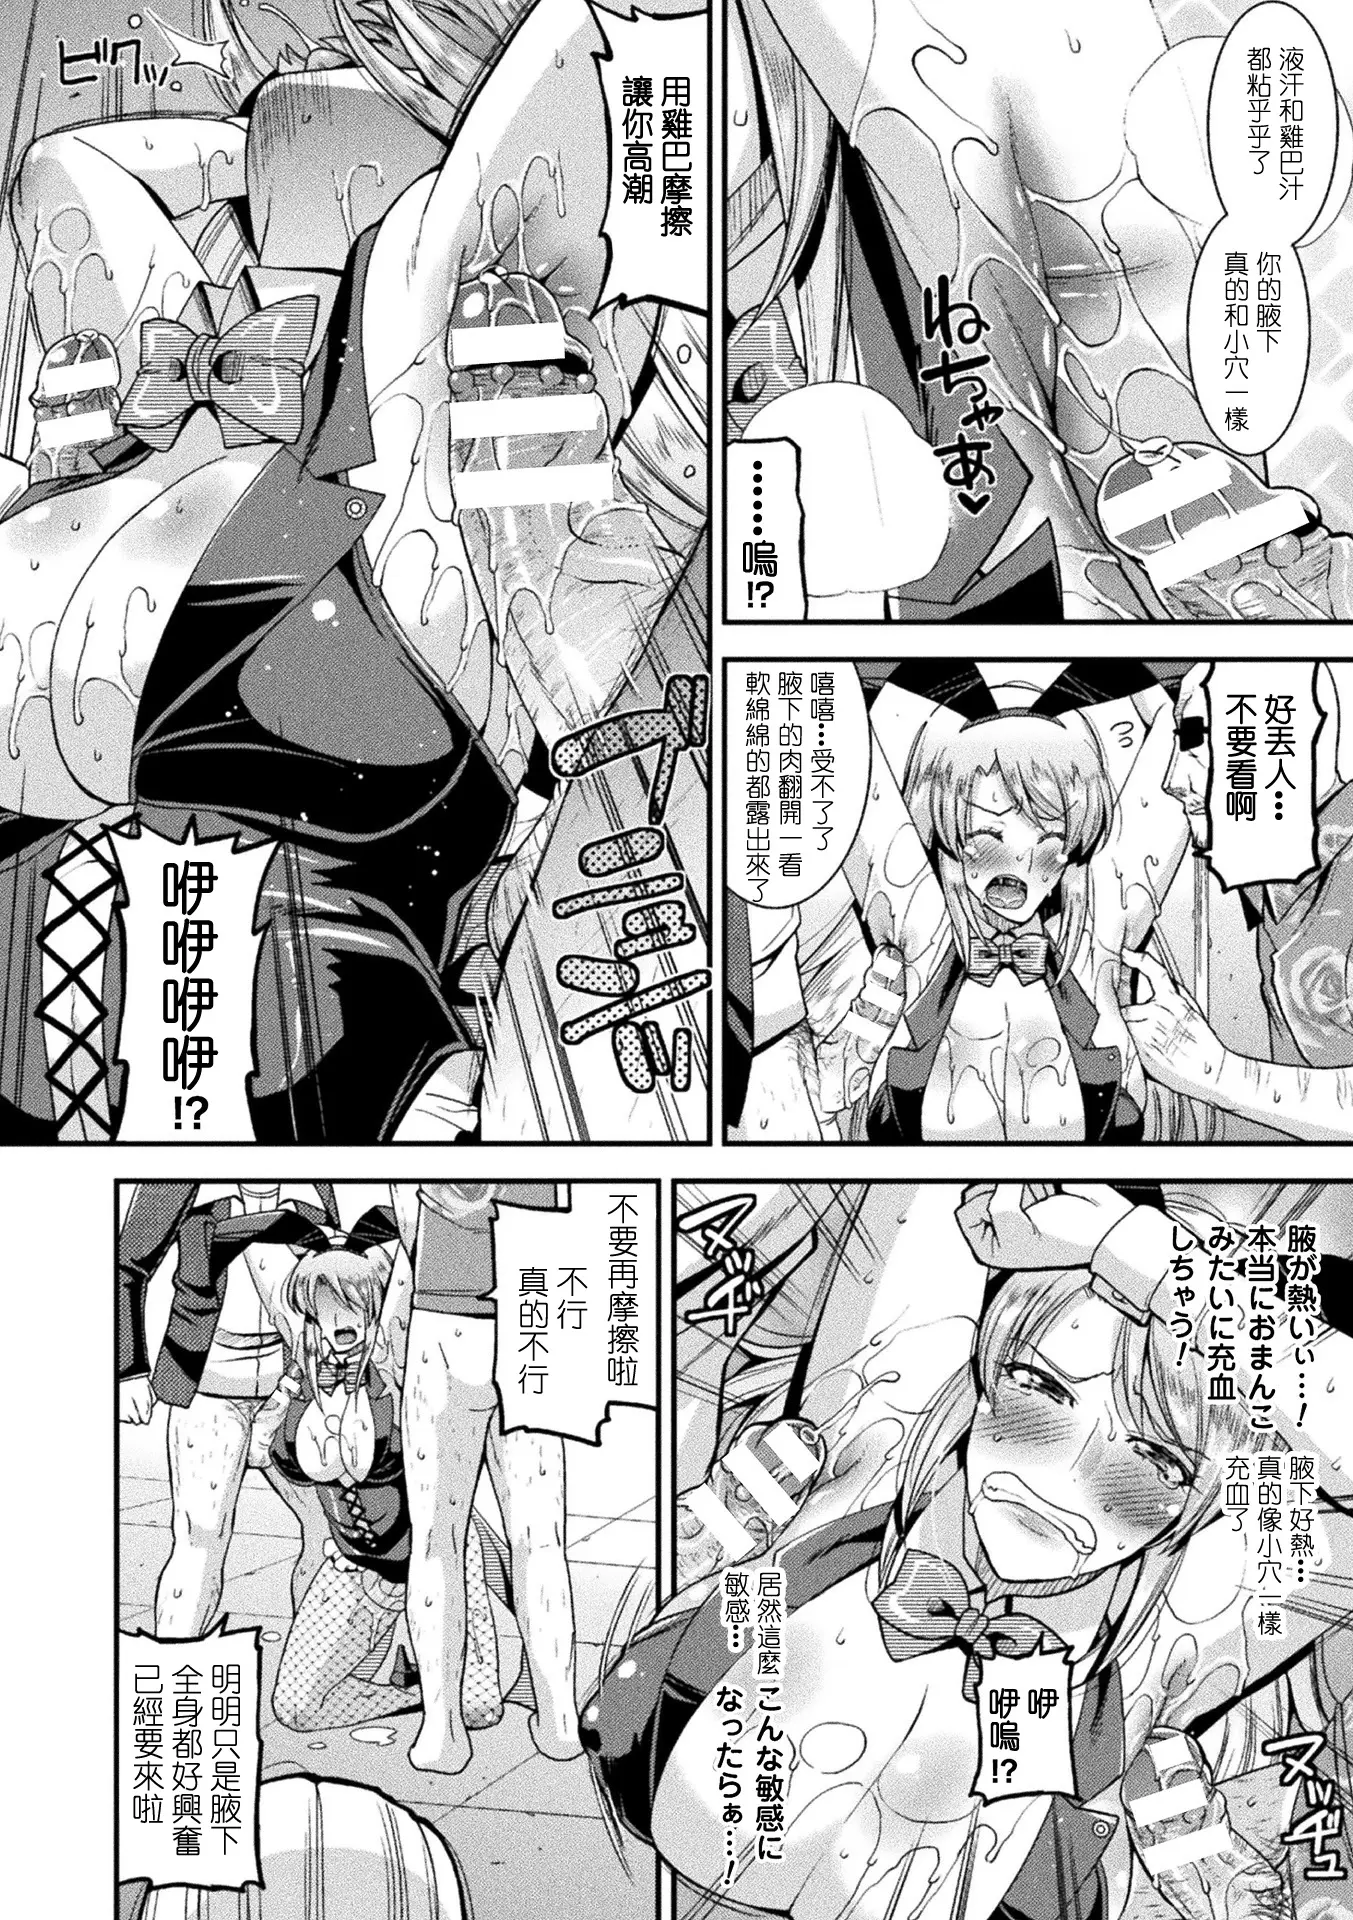 液汗和雞巴汁
都粘乎乎了
你的腋下
真的和小穴一樣
ねちゃあ♥
……嗚!?
好丟人…
不要看啊
嘻嘻…受不了了
腋下的肉翻開一看
軟綿綿的都露出來了
用雞巴摩擦
讓你高潮
ビクッ
咿咿咿咿!?
腋が熱いぃ…!
本当におまんこ
みたいに充血
しちゃう!
腋下好熱…
真的像小穴一樣
充血了
ヌッヂュ
咿
咿嗚!?
こんな敏感に
なったらぁ…!
居然這麼
敏感…
ヌッヂュ
不要再摩擦啦
不行
真的不行
明明只是腋下
全身都好興奮
已經要來啦